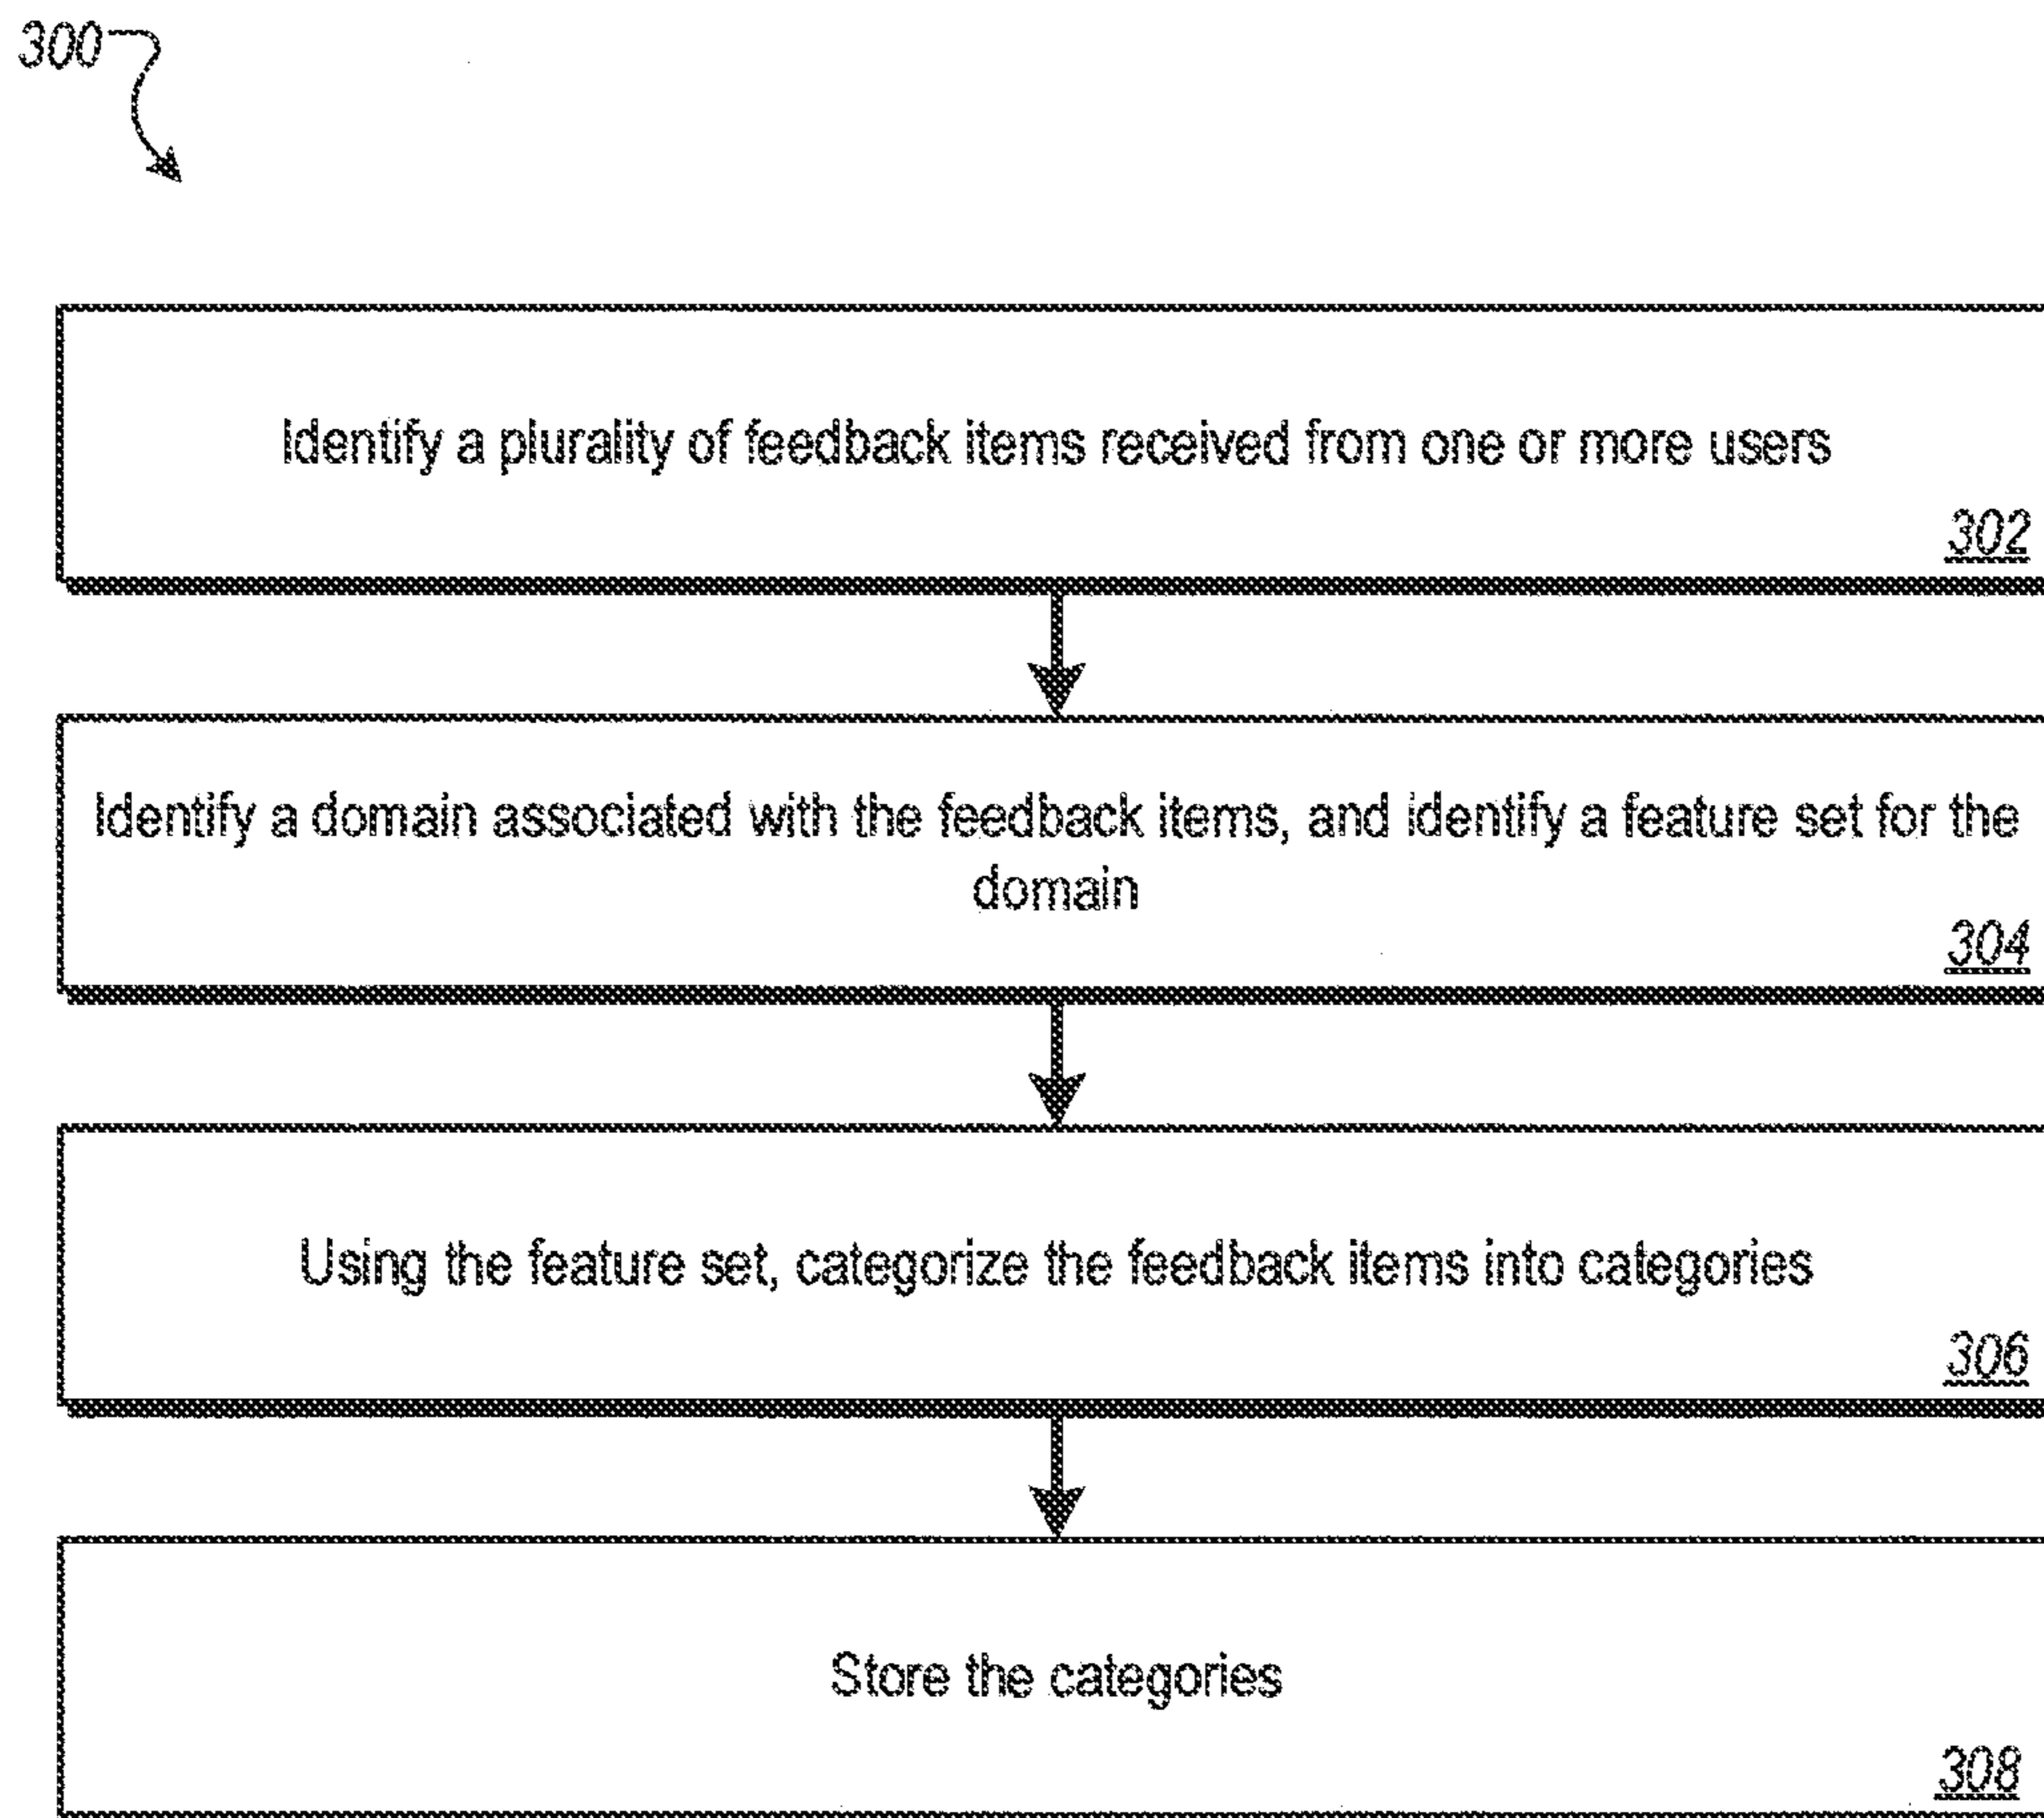 300
Identify a plurality of feedback items received from one or more users
302
Identify a domain associated with the feedback items, and identify a feature set for the
domain
304
Using the feature set, categorize the feedback items into categories
306
Store the categories
308